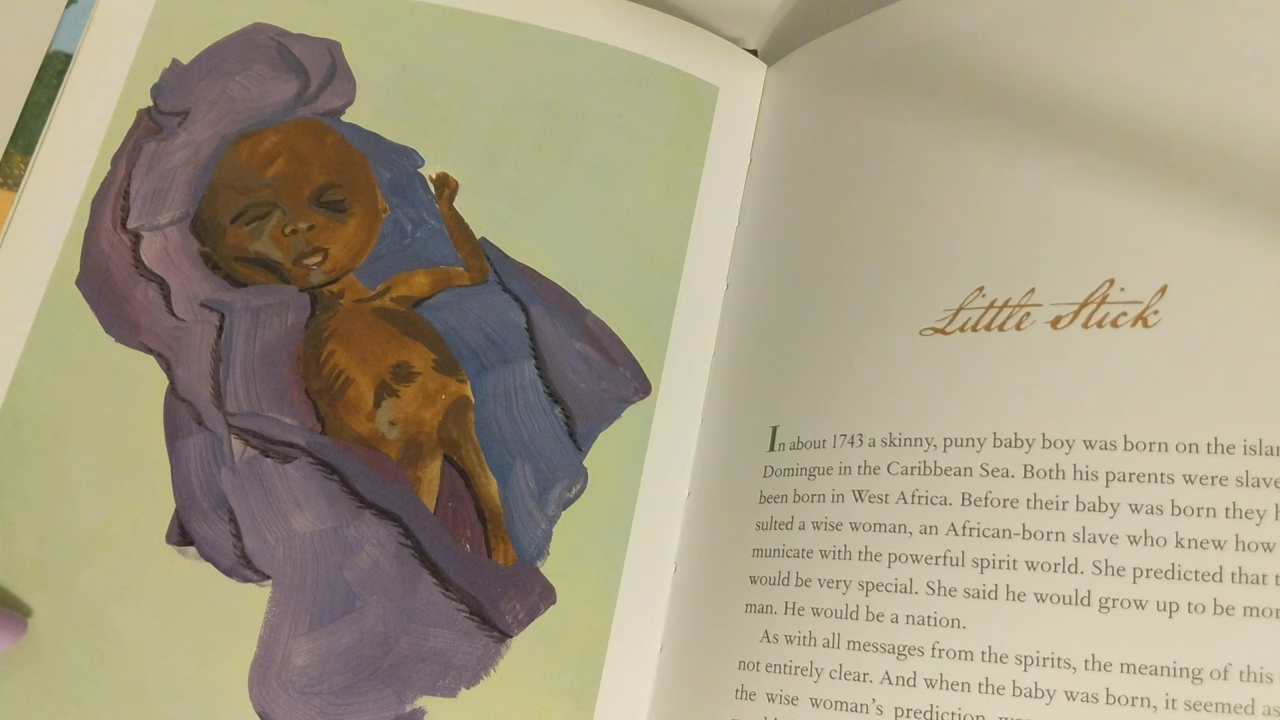 Little Stick
In about 1743 a skinny, puny baby boy was born on the
Domingue in the Caribbean Sea. Both his parents were
been born in West Africa. Before their baby was born they
sulted a wise woman, an African-born slave who knew how
municate with the powerful spirit world. She predicted that
would be very special. She said he would grow up to be
man. He would be a nation.
As with all messages from the spirits, the meaning of this
not entirely clear. And when the baby was born, it seemed as
the wise woman's prediction